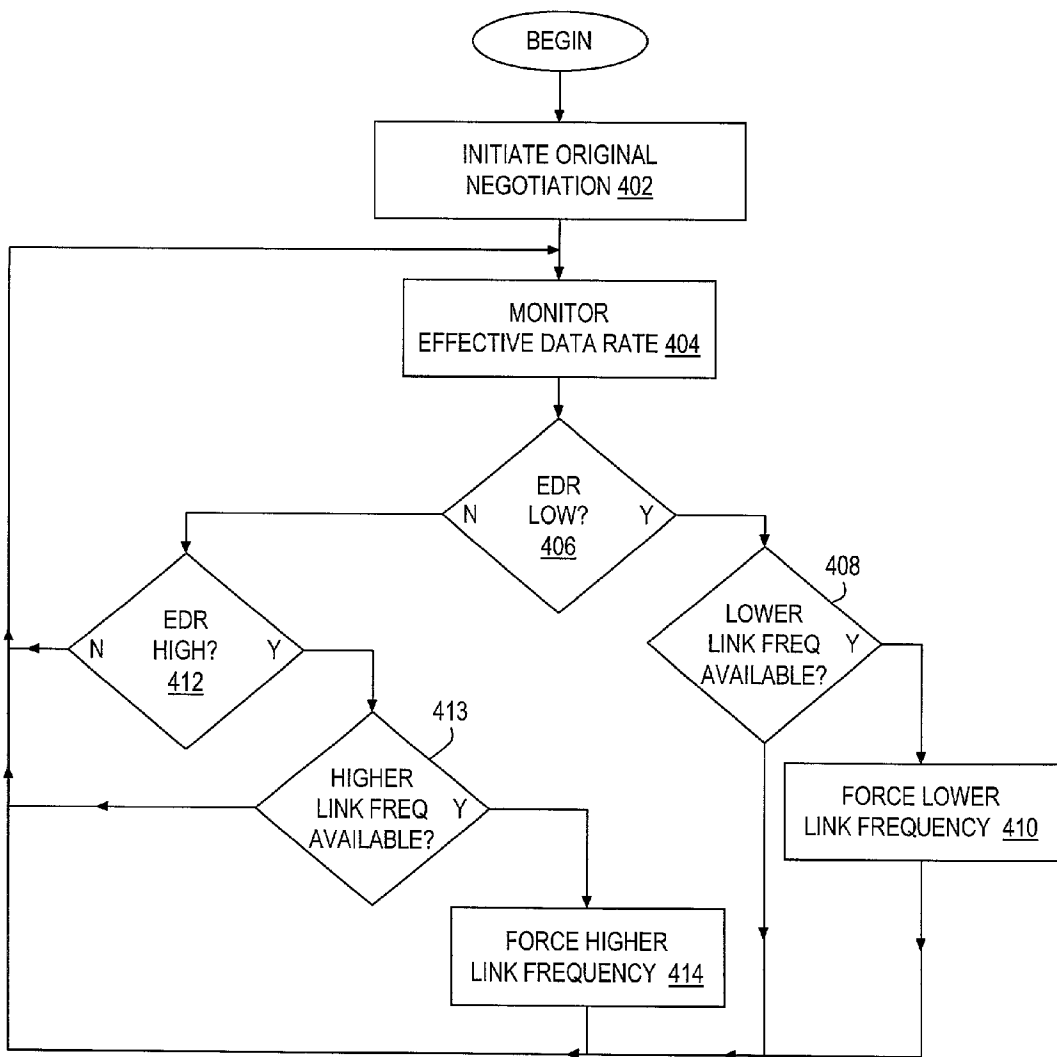 BEGIN
INITIATE ORIGINAL
NEGOTIATION 402
MONITOR
EFFECTIVE DATA RATE 404
EDR
LOW?
406
N
Y
EDR
HIGH?
412
N
Y
408
LOWER
LINK FREQ
AVAILABLE?
Y
413
HIGHER
LINK FREQ
AVAILABLE?
Y
FORCE LOWER
LINK FREQUENCY 410
FORCE HIGHER
LINK FREQUENCY 414